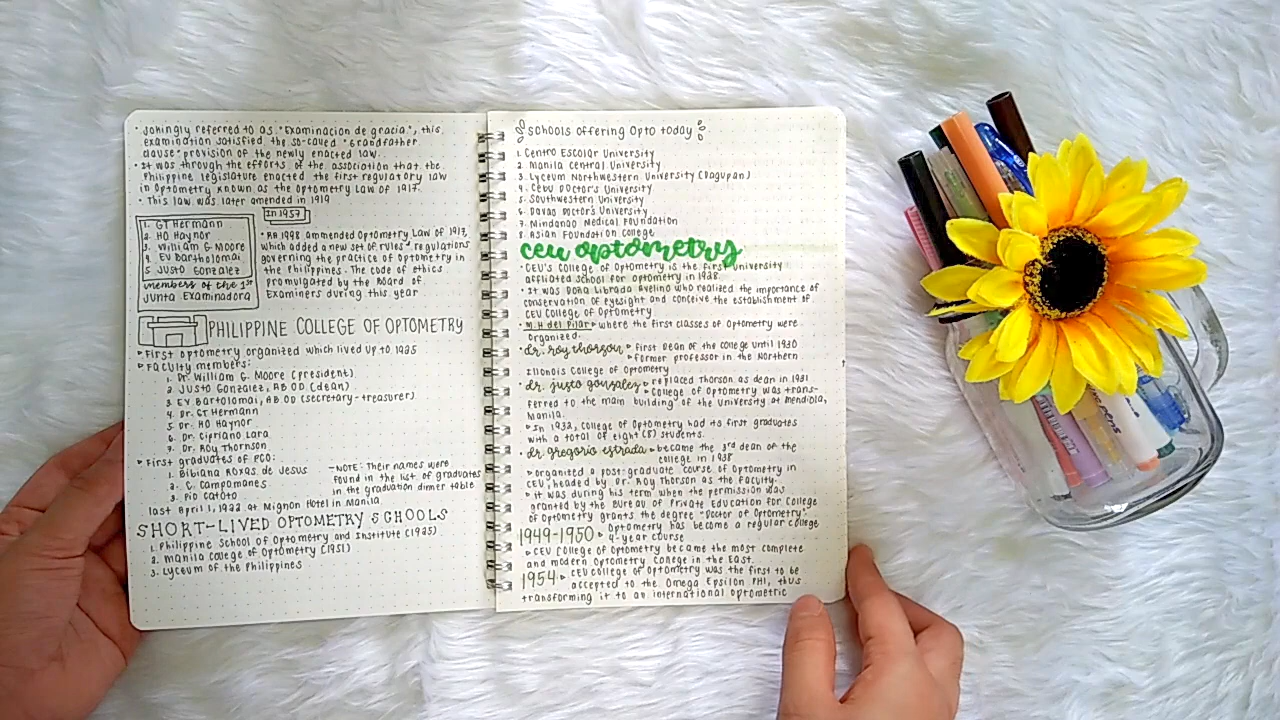 • Jokingly referred to as "Examinacion de gracia", this
examination satisfied the so-called "grandfather
clause" provision of the newly enacted law.
• It was through the efforts of the association that the
Philippine legislature enacted a first regulatory law
in Optometry known as the Optometry Law of 1917.
• This law was later amended in 1919
1. GT Hermann
2. HO Haynor
3. William G Moore
4. EV Bartholomai
5. Justo Gonzalez
members of the 1st
Junta Examinadora
In 1957
• RA 1998 ammended Optometry Law of 1917,
which added a new set of rules regulations
governing the practice of optometry in
the Philippines. The code of ethics
promulgated by the Board of
Examiners during this year
PHILIPPINE COLLEGE OF OPTOMETRY
First optometry organized which lived up to 1925
Faculty members:
1. Dr. William G. Moore (president)
2. Justo Gonzalez, AB OD (dean)
3. EV Bartolomai, AB OD (secretary-treasurer)
4. Dr. GT Hermann
5. Dr. HO Haynor
6. Dr. Cipriano Lara
7. Dr. Roy Thornson
First graduates of PCO:
1. Bibiana Roxas de Jesus
2. C. Campomanes
3. Pio Catoto
-NOTE: Their names were
found in the list of graduates
in the graduation dinner table
last April 1, 1922 at Mignon Hotel in Manila
SHORT-LIVED OPTOMETRY SCHOOLS
1. Philippine School of Optometry and Institute (1925)
2. Manila College of Optometry (1951)
3. Lyceum of the Philippines
Schools offering Opto today
1. Centro Escolar University
2. Manila Central University
3. Lyceum Northwestern University (Dagupan)
4. Cebu Doctor's University
5. Southwestern University
6. Davao Doctor's University
7. Mindanao Medical Foundation
8. Asian Foundation College
ceu optometry
• CEU's College of Optometry is the first university
affliated school for optometry in 1928.
• It was Doña Librada Avelino who realized the importance of
conservation of eyesight and conceive the establishment of
CEU College of Optometry
• M.H del Pilar where the first classes of Optometry were
organized.
• dr. roy thorson first Dean of the college until 1930
former professor in the Northern
Illonois College of Optometry
• dr. justo gonzalez replaced Thorson as dean in 1931
College of Optometry was trans-
ferred to the main building of the University at Mendiola,
Manila.
In 1932, College of Optometry had its first graduates
with a total of eight (8) students.
dr. gregorio estrada became the 3rd dean of the
college in 1938
organized a post-graduate course of Optometry in
CEU, headed by Dr. Roy as the Faculty.
It was during his term when the permission was
granted by the Bureau of Private Education for College
of Optometry grants the degree "Doctor of Optometry".
1949-1950 Optometry has become a regular college
4-year course
CEU College of Optometry became the most complete
and modern Optometry College in the East.
1954 CEU College of Optometry was the first to be
accepted to the Omega Epsilon Phi, thus
transforming it to an international optometric